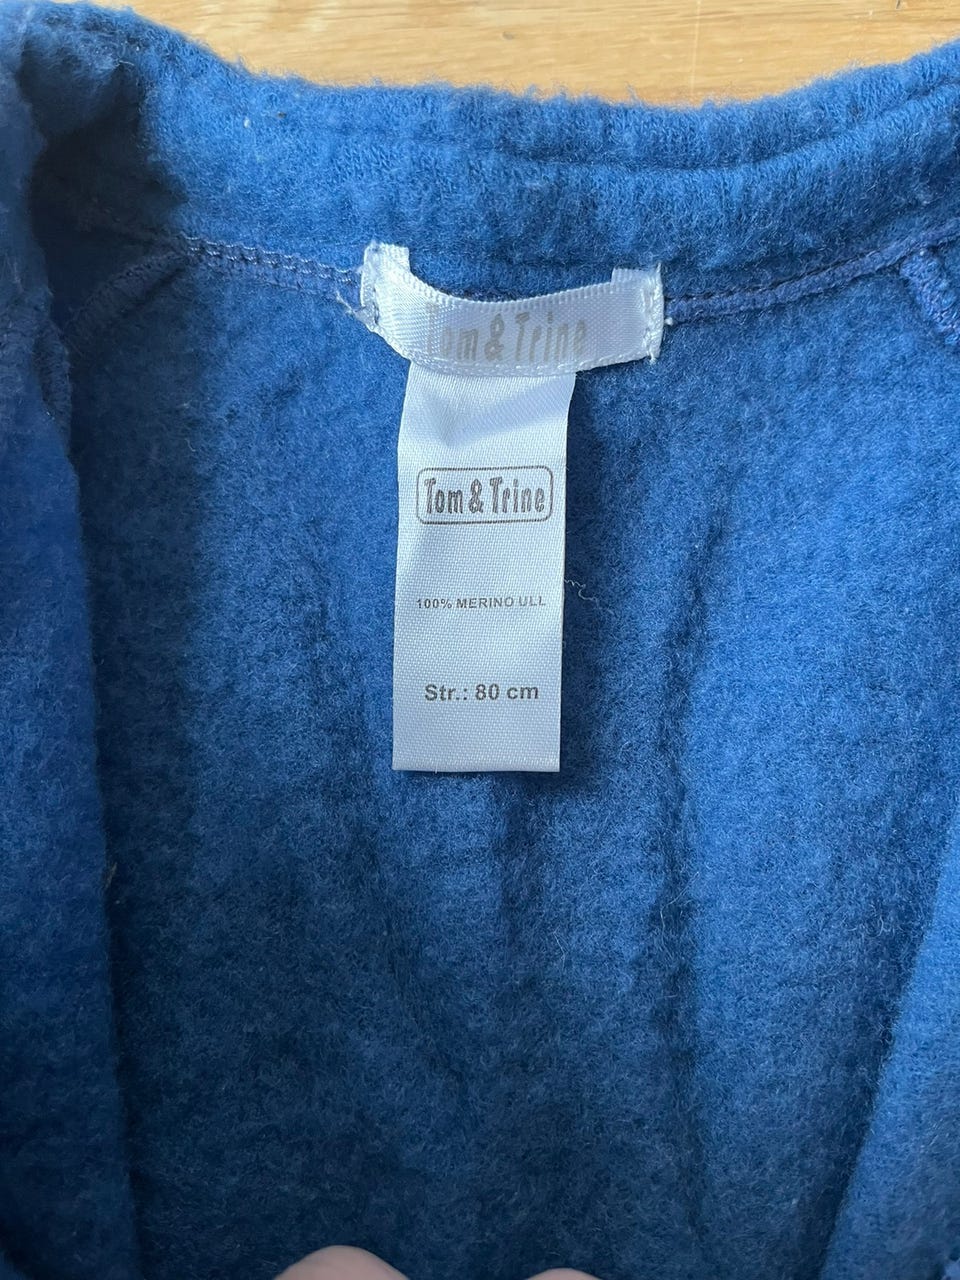 Tom & Trine
Tom & Trine
100% MERINO ULL
Str.: 80 cm